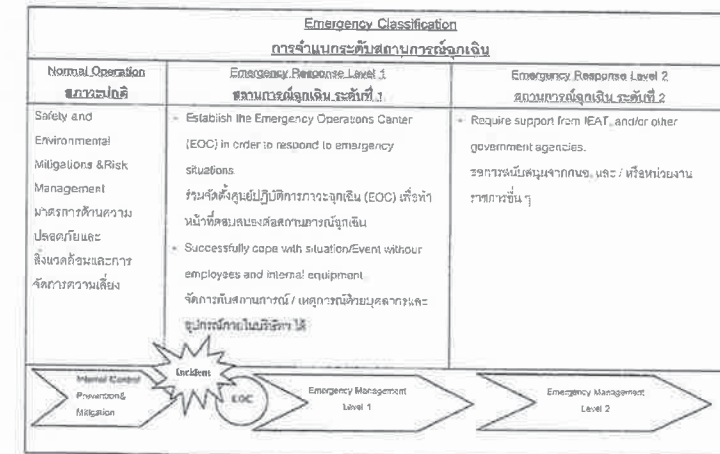 Emergency Classification
การจำแนกระดับสถานการณ์ฉุกเฉิน
Normal Operation
สภาวะปกติ
Emergency Response Level 1
สถานการณ์ฉุกเฉิน ระดับที่ 1
Emergency Response Level 2
สถานการณ์ฉุกเฉิน ระดับที่ 2
Safety and
Environmental
Mitigations &Risk
Management
มาตรการด้านความ
ปลอดภัยและ
สิ่งแวดล้อมและการ
จัดการความเสี่ยง
- Establish the Emergency Operations Center
(EOC) in order to respond to emergency
situations
ร่วมจัดตั้งศูนย์ปฏิบัติการภาวะฉุกเฉิน (EOC) เพื่อทำ
หน้าที่ตอบสนองต่อสถานการณ์ฉุกเฉิน
- Successfully cope with situation/Event withour
employees and internal equipment
จัดการกับสถานการณ์ / เหตุการณ์ด้วยบุคลากรและ
อุปกรณ์ภายในบริษัทฯ ได้
- Require support from IEAT, and/or other
government agencies.
ขอการสนับสนุนจากกนอ. และ / หรือหน่วยงาน
ราชการอื่น ๆ
Incident
Internal Control
Prevention&
Mitigation
EOC
Emergency Management
Level 1
Emergency Management
Level 2